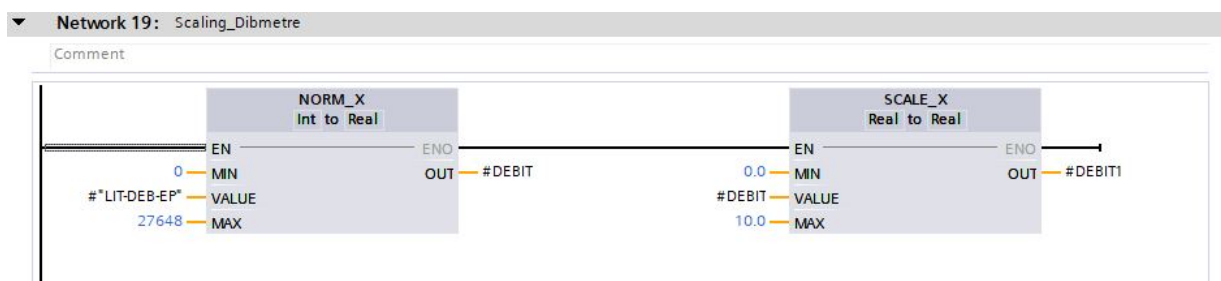 Network 19: Scaling_Dibmetre
Comment
NORM_X
Int to Real
EN ENO
0 MIN OUT #DEBIT
#"LIT-DEB-EP" VALUE
27648 MAX
SCALE_X
Real to Real
EN ENO
0.0 MIN OUT #DEBIT1
#DEBIT VALUE
10.0 MAX